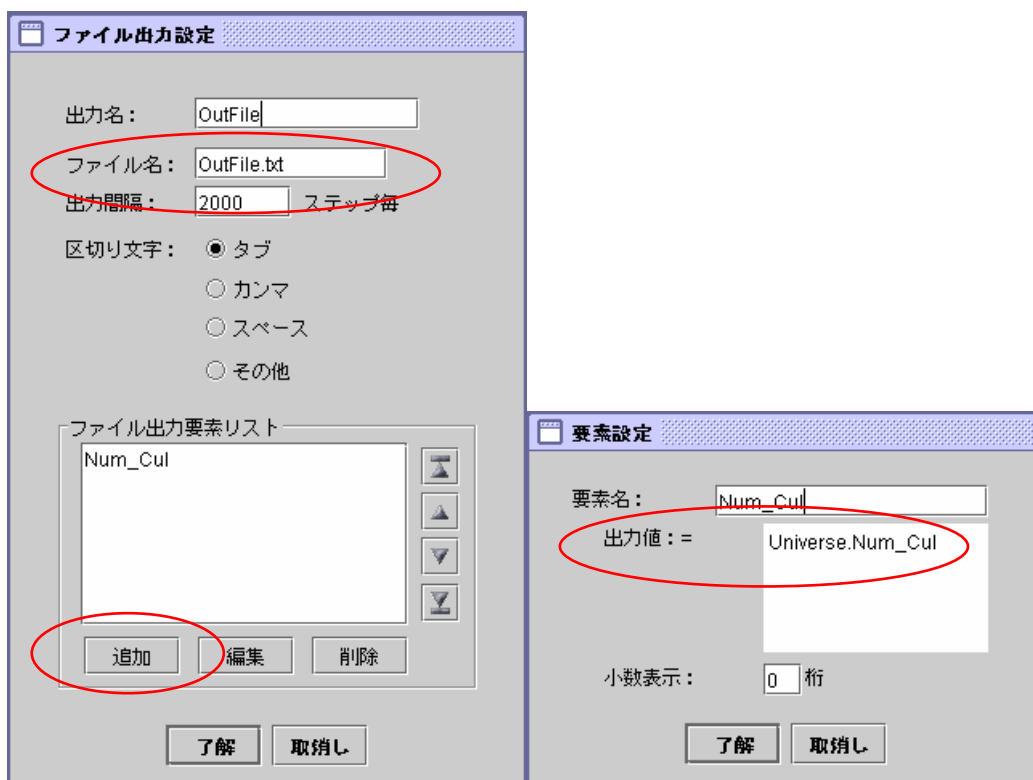 ファイル出力設定
出力名： OutFile
ファイル名： OutFile.txt
出力間隔： 2000 ステップ毎
区切り文字： タブ
カンマ
スペース
その他
ファイル出力要素リスト
Num_Cul
追加 編集 削除
了解 取消し
要素設定
要素名： Num_Cul
出力値：= Universe.Num_Cul
小数表示： 0 桁
了解 取消し